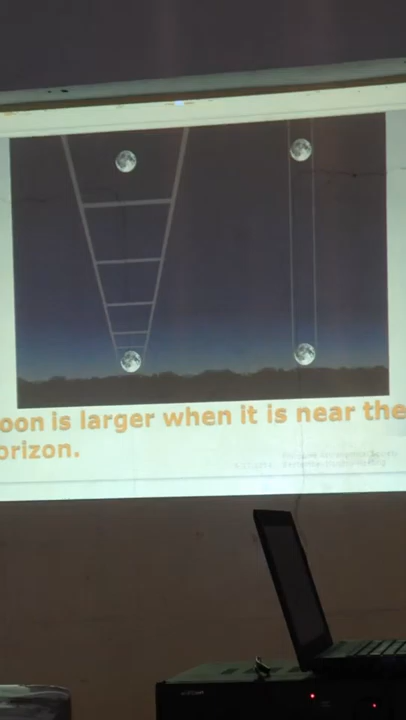 oon is larger when it is near the
orizon.